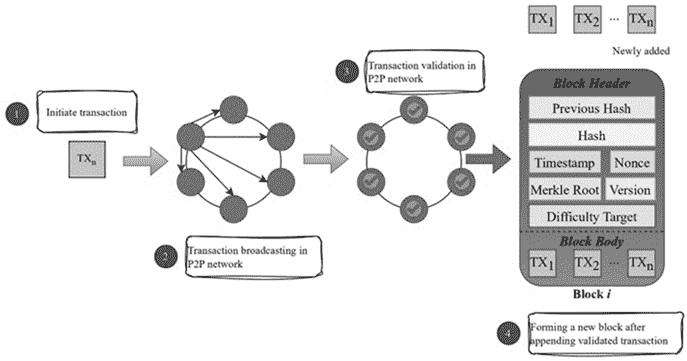 1
Initiate transaction
TXn
2
Transaction broadcasting in
P2P network
3
Transaction validation in
P2P network
TX1 TX2 ... TXn
Newly added
Block Header
Previous Hash
Hash
Timestamp Nonce
Merkle Root Version
Difficulty Target
Block Body
TX1 TX2 ... TXn
Block i
4
Forming a new block after
appending validated transaction